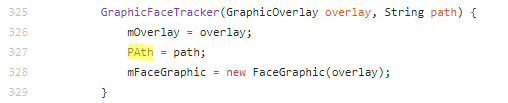 325 GraphicFaceTracker(GraphicOverlay overlay, String path) {
326 mOverlay = overlay;
327 PAth = path;
328 mFaceGraphic = new FaceGraphic(overlay);
329 }